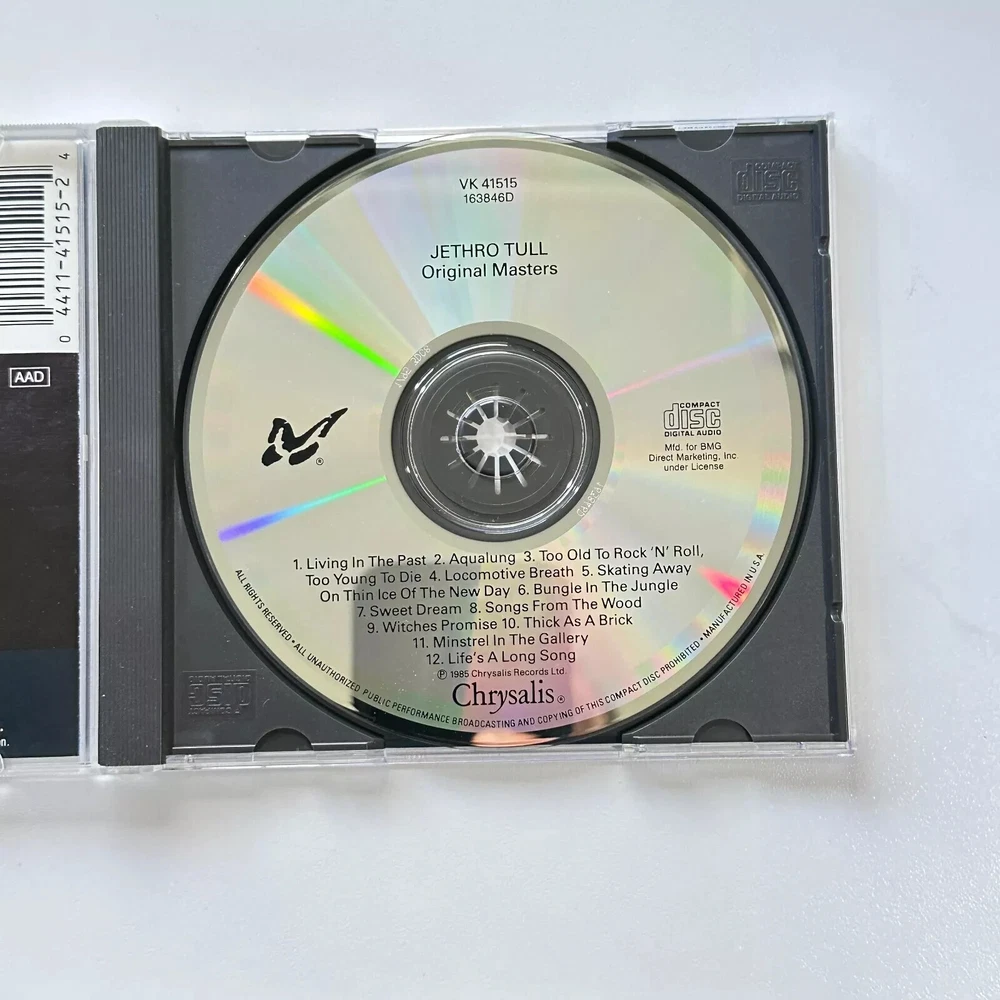 0 4411-41515-2 4
AAD
n.
VK 41515
163846D
JETHRO TULL
Original Masters
COMPACT
disc
DIGITAL AUDIO
Mfd. for BMG
Direct Marketing, Inc.
under License
®
1. Living In The Past 2. Aqualung 3. Too Old To Rock 'N' Roll,
Too Young To Die 4. Locomotive Breath 5. Skating Away
On Thin Ice Of The New Day 6. Bungle In The Jungle
7. Sweet Dream 8. Songs From The Wood
9. Witches Promise 10. Thick As A Brick
11. Minstrel In The Gallery
12. Life's A Long Song
℗ 1985 Chrysalis Records Ltd.
Chrysalis®
ALL RIGHTS RESERVED • ALL UNAUTHORIZED PUBLIC PERFORMANCE BROADCASTING AND COPYING OF THIS COMPACT DISC PROHIBITED • MANUFACTURED IN U.S.A.
COMPACT
disc
DIGITAL AUDIO
COMPACT
disc
DIGITAL AUDIO